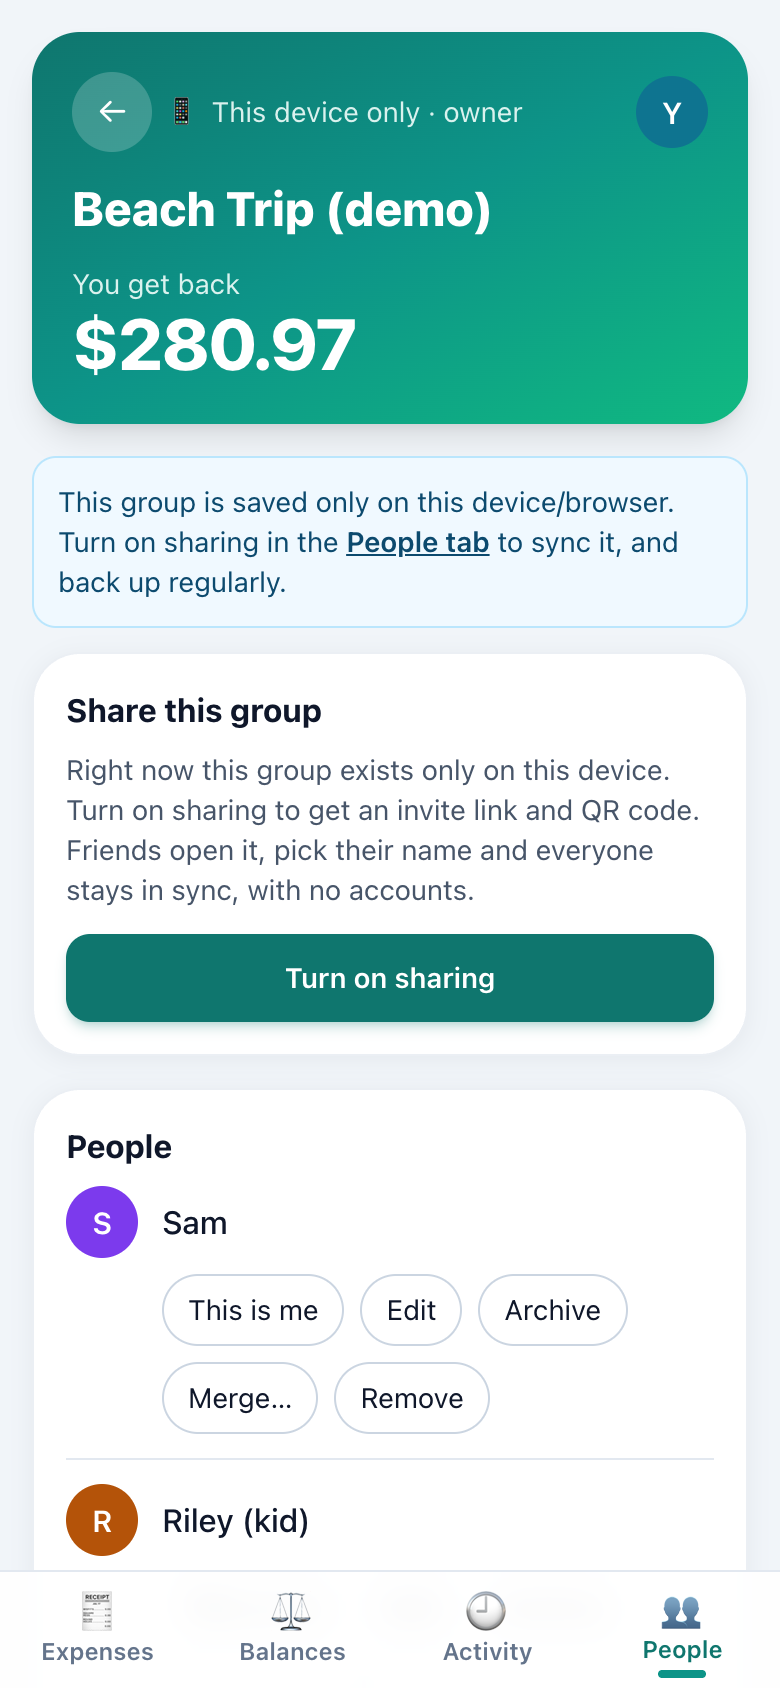 This device only · owner
Y
Beach Trip (demo)
You get back
$280.97
This group is saved only on this device/browser.
Turn on sharing in the People tab to sync it, and
back up regularly.
Share this group
Right now this group exists only on this device.
Turn on sharing to get an invite link and QR code.
Friends open it, pick their name and everyone
stays in sync, with no accounts.
Turn on sharing
People
S
Sam
This is me
Edit
Archive
Merge...
Remove
R
Riley (kid)
RECEIPT
Expenses
Balances
Activity
People